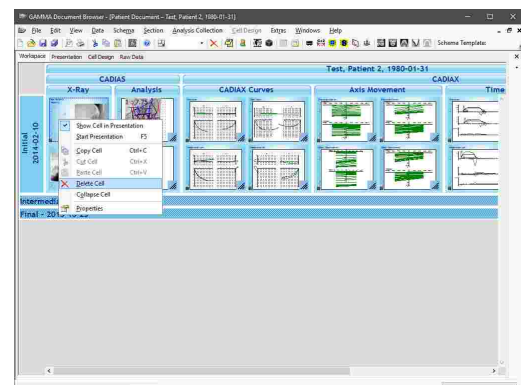 GAMMA Document Browser - [Patient Document - Test, Patient 2, 1980-01-31]
File Edit View Data Schema Section Analysis Collection Cell Design Extras Windows Help
Schema Template:
Workspace Presentation Cell Design Raw Data
Test, Patient 2, 1980-01-31
CADIAS CADIAX
X-Ray Analysis CADIAX Curves Axis Movement Time
Initial
2014-02-10
Show Cell in Presentation
Start Presentation F5
Copy Cell Ctrl+C
Cut Cell Ctrl+X
Paste Cell Ctrl+V
Delete Cell
Collapse Cell
Properties
Intermedi
Final - 201